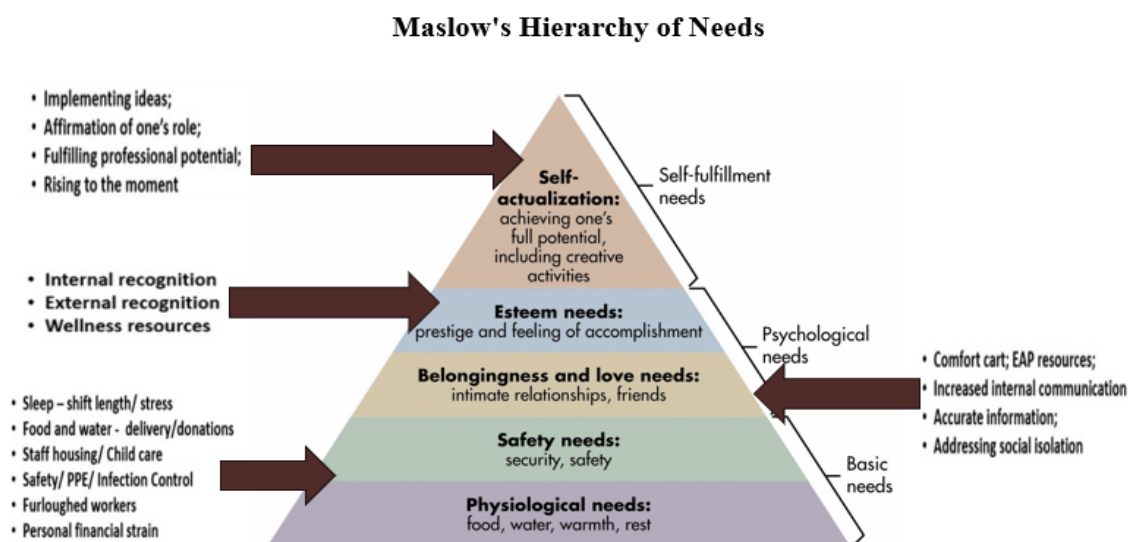 Maslow's Hierarchy of Needs
• Implementing ideas;
• Affirmation of one's role;
• Fulfilling professional potential;
• Rising to the moment
Self-
actualization:
achieving one's
full potential,
including creative
activities
Self-fulfillment
needs
• Internal recognition
• External recognition
• Wellness resources
Esteem needs:
prestige and feeling of accomplishment
Psychological
needs
Belongingness and love needs:
intimate relationships, friends
• Comfort cart; EAP resources;
• Increased internal communication
• Accurate information;
• Addressing social isolation
• Sleep – shift length/ stress
• Food and water - delivery/donations
• Staff housing/ Child care
• Safety/ PPE/ Infection Control
• Furloughed workers
• Personal financial strain
Safety needs:
security, safety
Basic
needs
Physiological needs:
food, water, warmth, rest